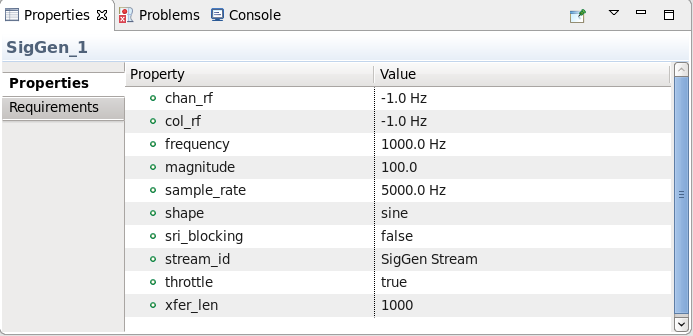 Properties Problems Console
SigGen_1
Properties
Requirements
Property Value
chan_rf -1.0 Hz
col_rf -1.0 Hz
frequency 1000.0 Hz
magnitude 100.0
sample_rate 5000.0 Hz
shape sine
sri_blocking false
stream_id SigGen Stream
throttle true
xfer_len 1000